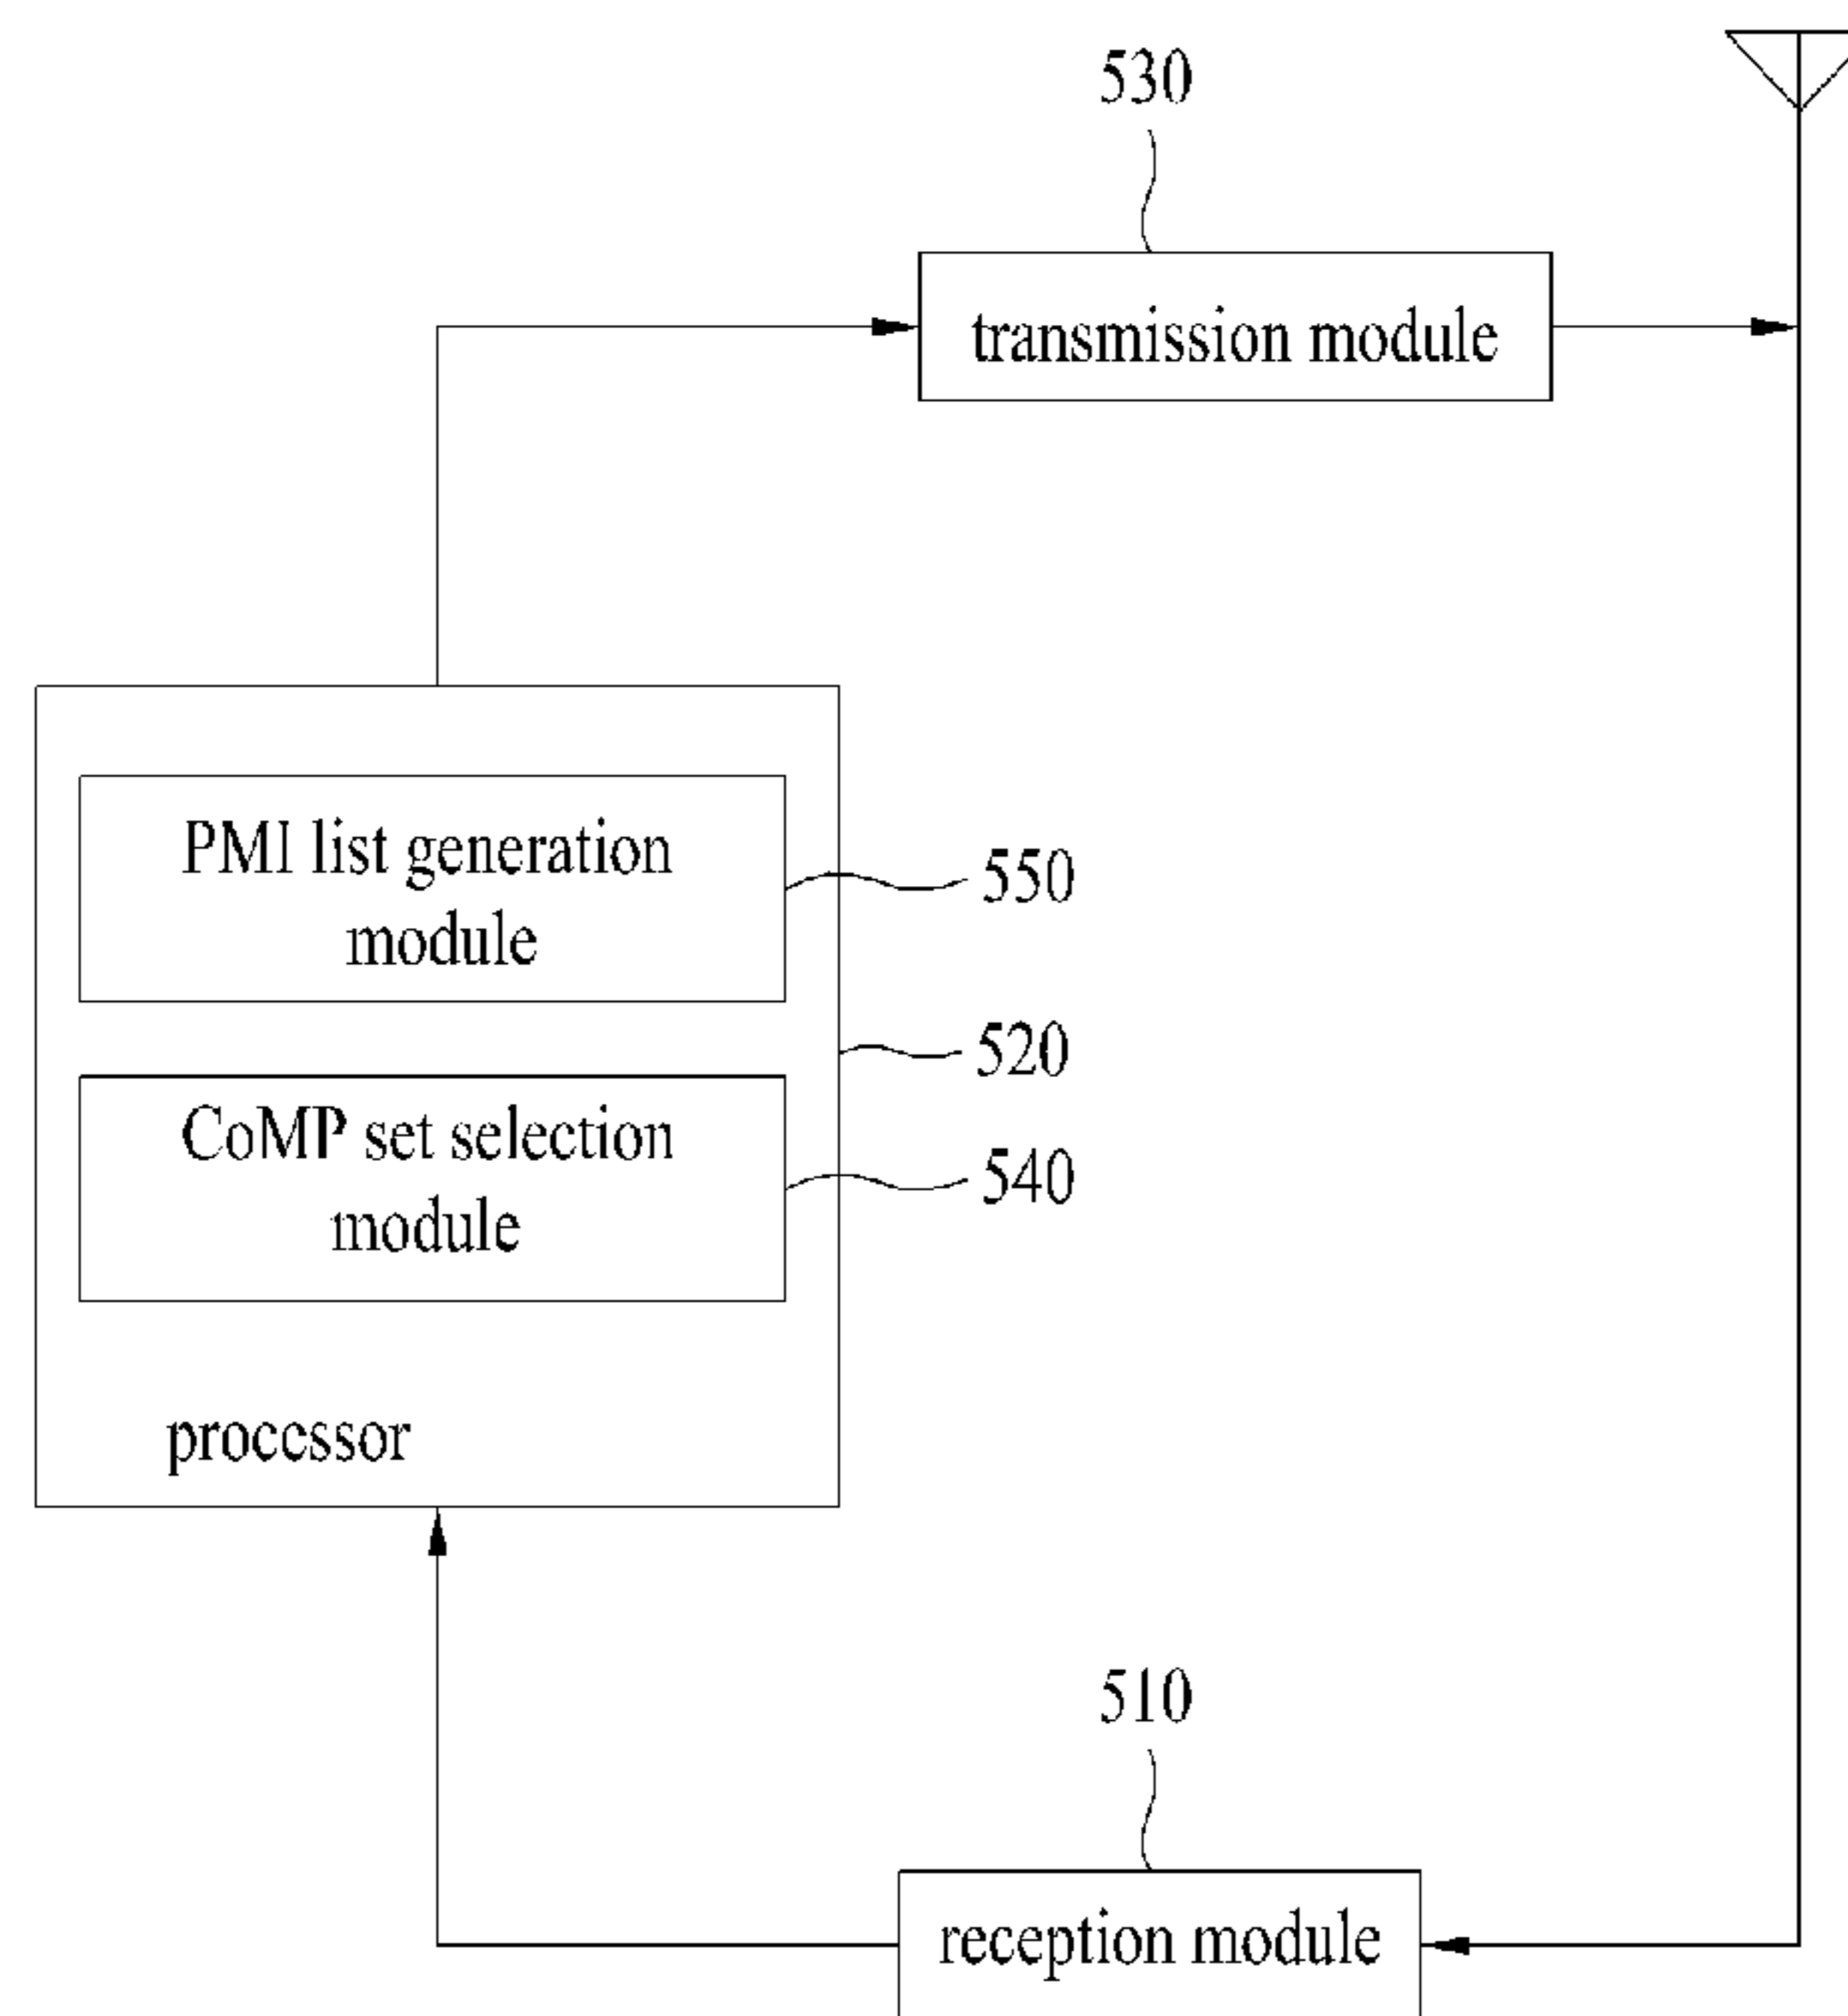 530
transmission module
PMI list generation
module
550
520
CoMP set selection
module
540
processor
510
reception module